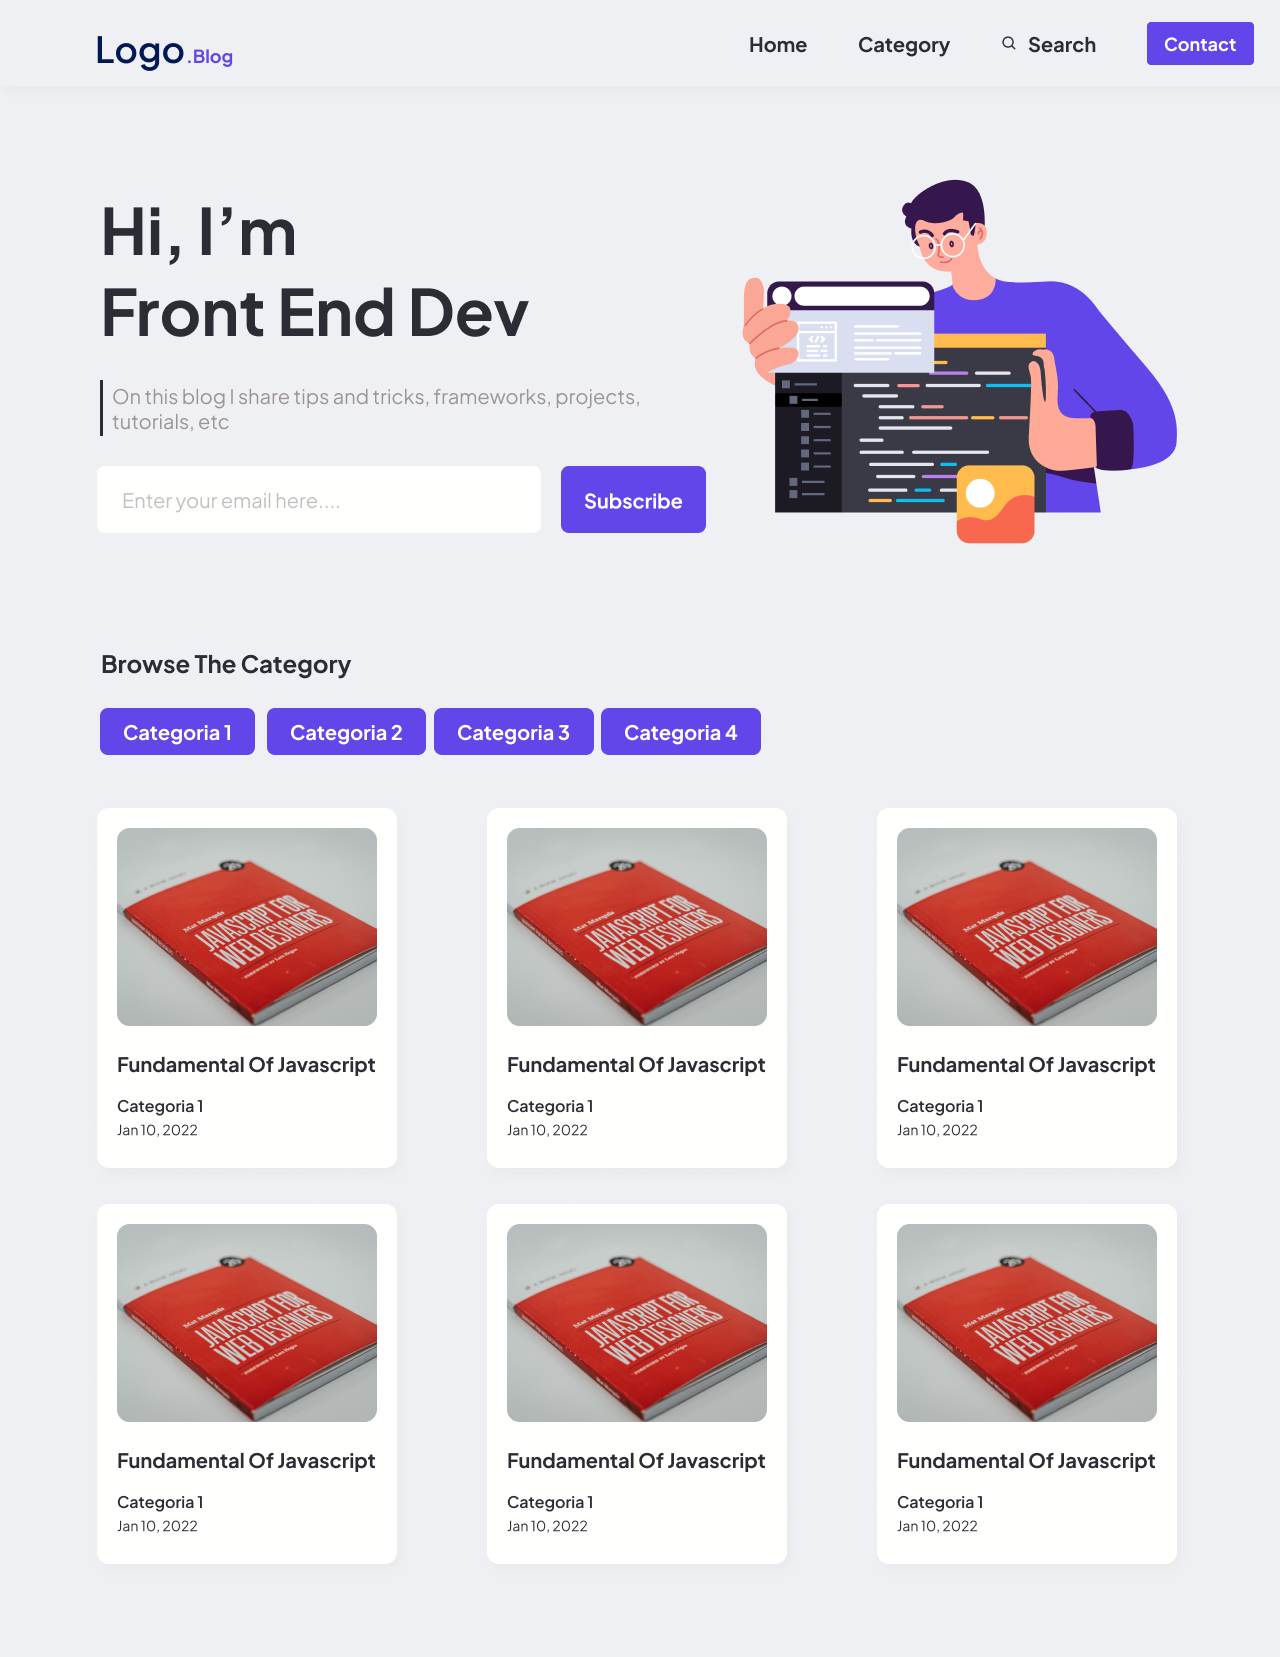 Logo.Blog
Home
Category
Search
Contact
Hi, I’m
Front End Dev
On this blog I share tips and tricks, frameworks, projects,
tutorials, etc
Enter your email here....
Subscribe
Browse The Category
Categoria 1
Categoria 2
Categoria 3
Categoria 4
Mat Marquis
JAVASCRIPT FOR
WEB DESIGNERS
Fundamental Of Javascript
Categoria 1
Jan 10, 2022
Mat Marquis
JAVASCRIPT FOR
WEB DESIGNERS
Fundamental Of Javascript
Categoria 1
Jan 10, 2022
Mat Marquis
JAVASCRIPT FOR
WEB DESIGNERS
Fundamental Of Javascript
Categoria 1
Jan 10, 2022
Mat Marquis
JAVASCRIPT FOR
WEB DESIGNERS
Fundamental Of Javascript
Categoria 1
Jan 10, 2022
Mat Marquis
JAVASCRIPT FOR
WEB DESIGNERS
Fundamental Of Javascript
Categoria 1
Jan 10, 2022
Mat Marquis
JAVASCRIPT FOR
WEB DESIGNERS
Fundamental Of Javascript
Categoria 1
Jan 10, 2022